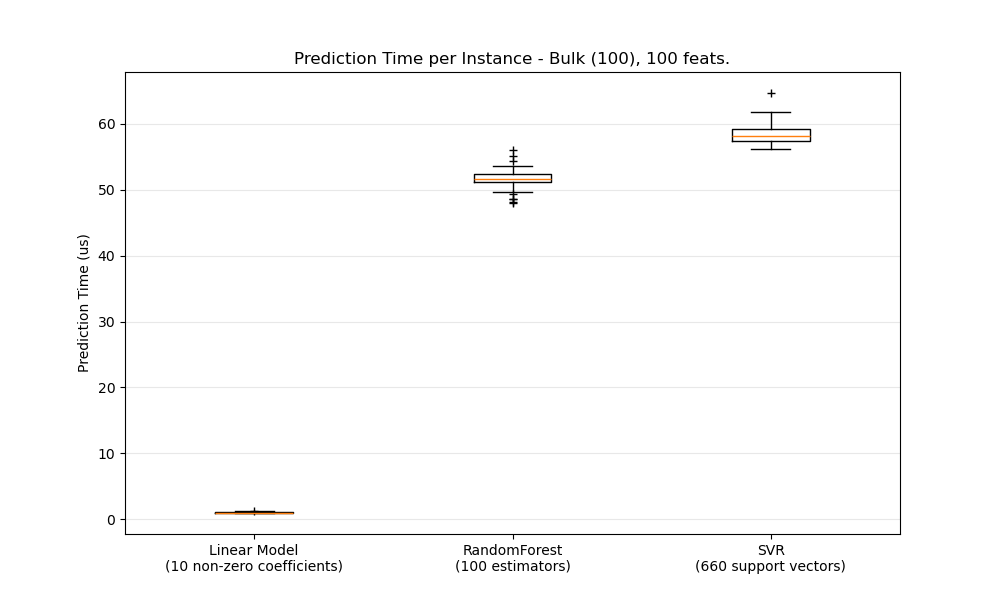 Prediction Time per Instance - Bulk (100), 100 feats.
Prediction Time (us)
60
50
40
30
20
10
0
Linear Model
(10 non-zero coefficients)
RandomForest
(100 estimators)
SVR
(660 support vectors)